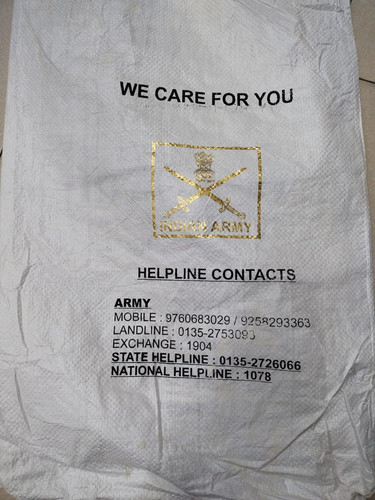 WE CARE FOR YOU
INDIAN ARMY
HELPLINE CONTACTS
ARMY
MOBILE : 9760683029 / 9258293363
LANDLINE : 0135-2753093
EXCHANGE : 1904
STATE HELPLINE : 0135-2726066
NATIONAL HELPLINE : 1078